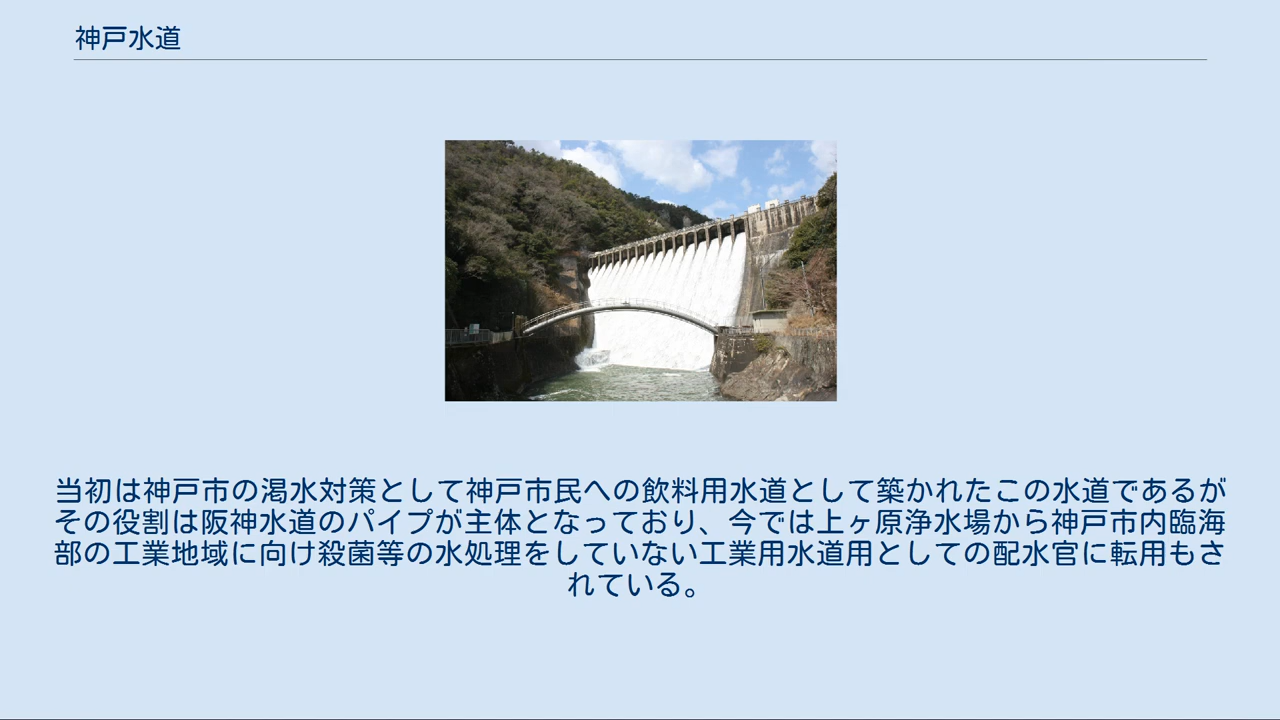 神戸水道
当初は神戸市の渇水対策として神戸市民への飲料用水道として築かれたこの水道であるが
その役割は阪神水道のパイプが主体となっており、今では上ヶ原浄水場から神戸市内臨海
部の工業地域に向け殺菌等の水処理をしていない工業用水道用としての配水官に転用もさ
れている。